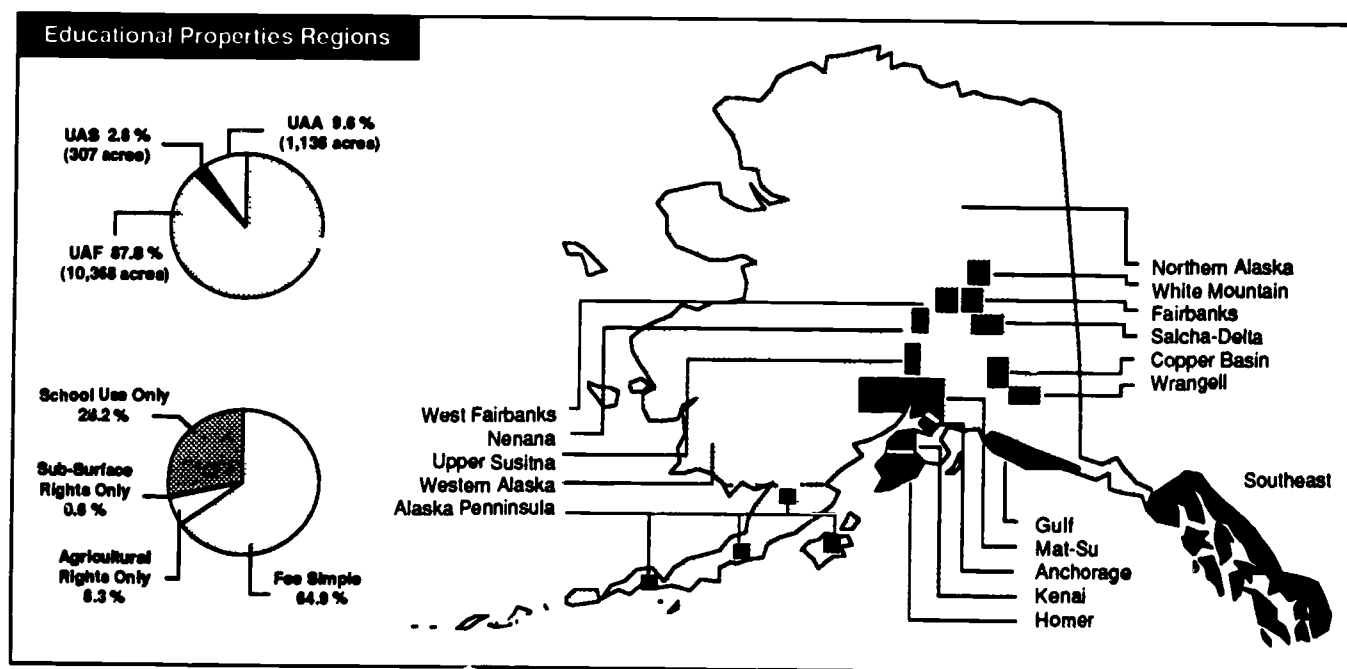 Educational Properties Regions
UAS 2.6 %
(307 acres)
UAA 9.6 %
(1,136 acres)
UAF 87.8 %
(10,368 acres)
School Use Only
28.2 %
Sub-Surface
Rights Only
0.6 %
Agricultural
Rights Only
6.3 %
Fee Simple
64.9 %
West Fairbanks
Nenana
Upper Susitna
Western Alaska
Alaska Penninsula
Northern Alaska
White Mountain
Fairbanks
Salcha-Delta
Copper Basin
Wrangell
Southeast
Gulf
Mat-Su
Anchorage
Kenai
Homer